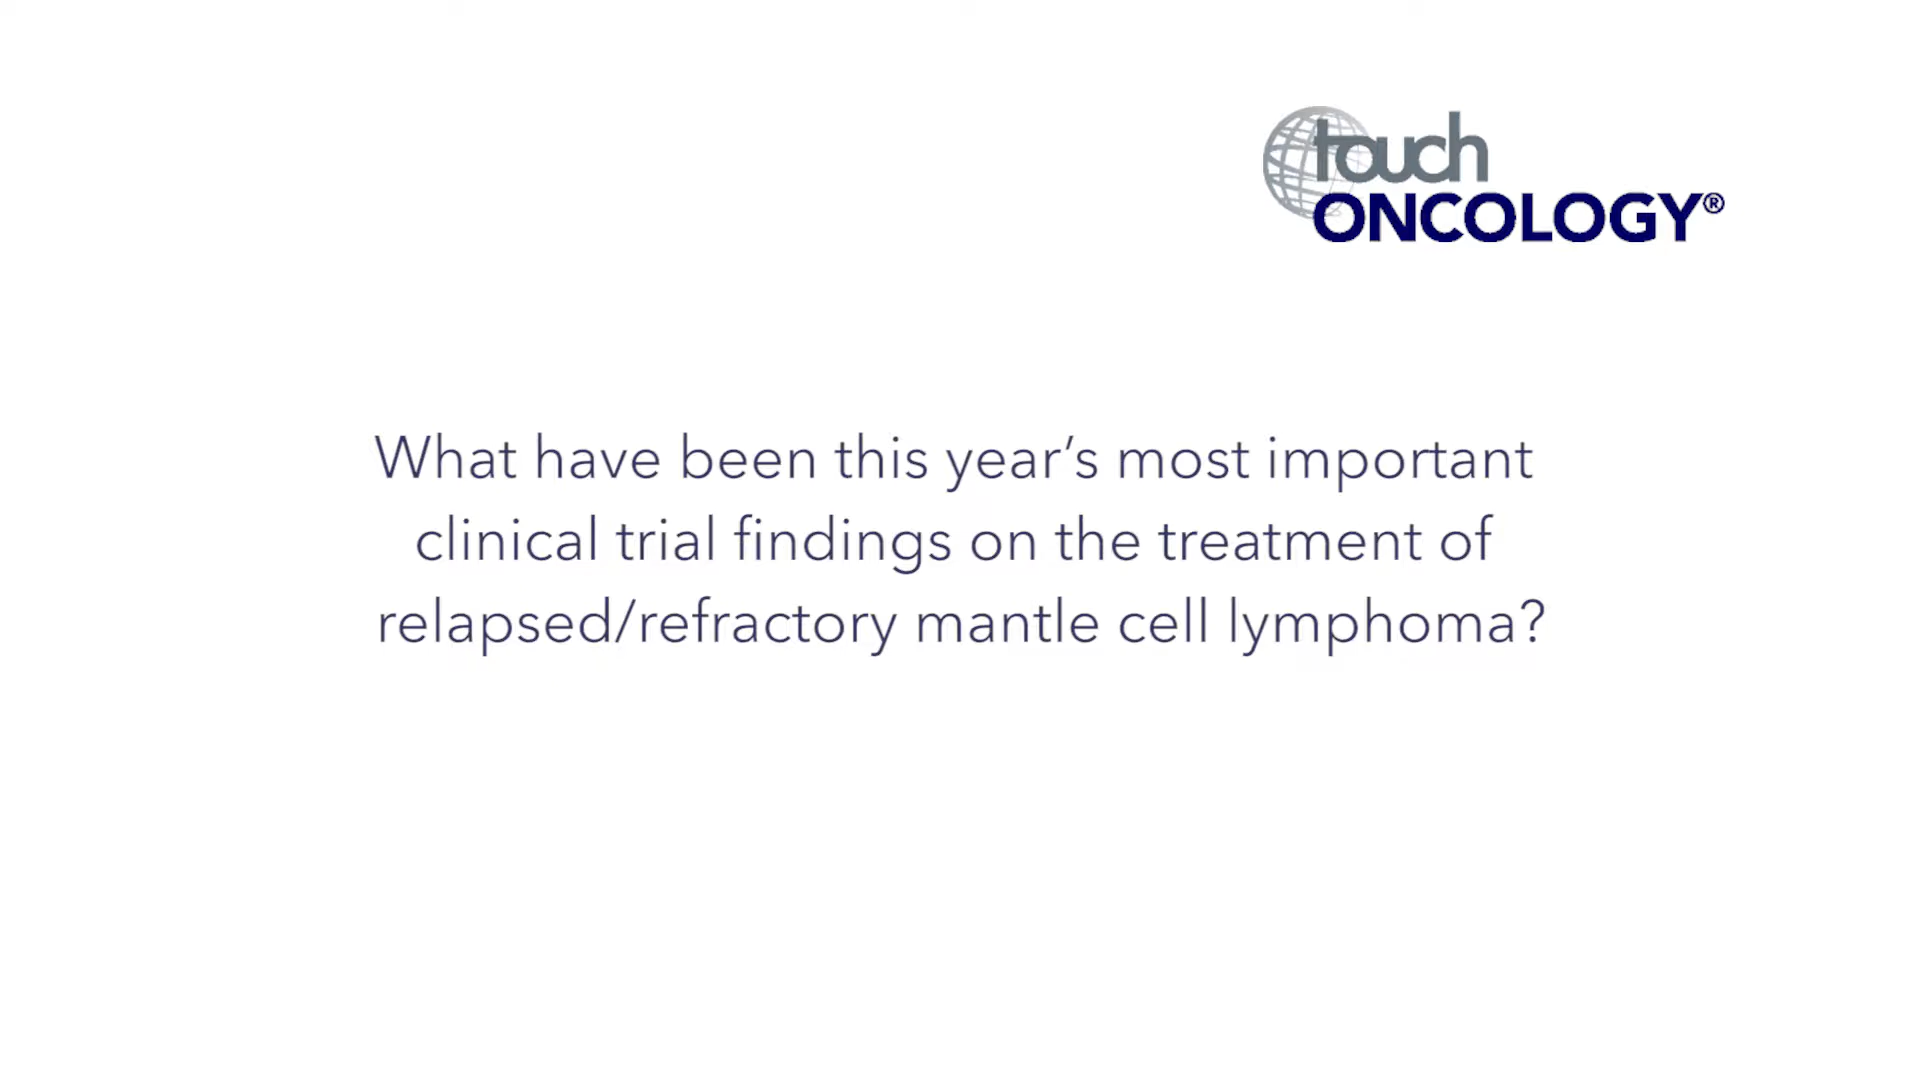 touch
ONCOLOGY®
What have been this year’s most important
clinical trial findings on the treatment of
relapsed/refractory mantle cell lymphoma?